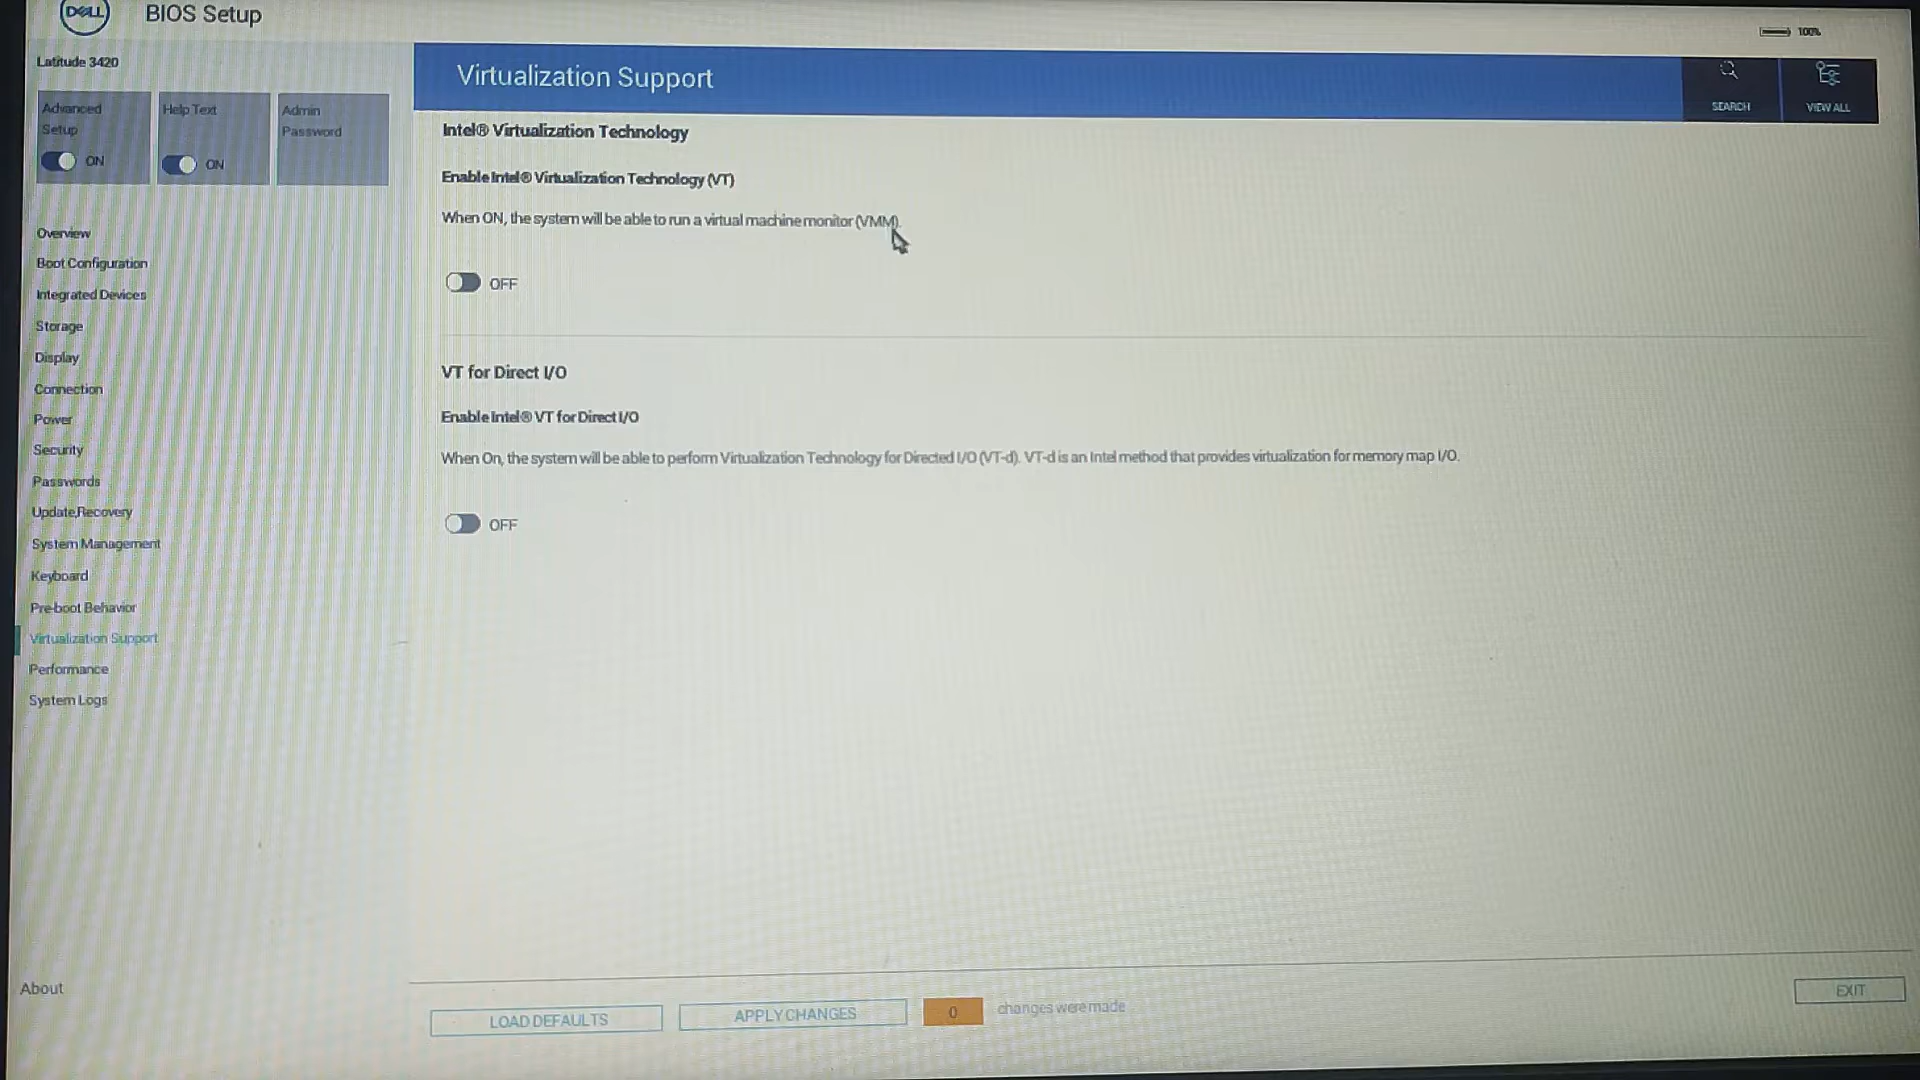 DELL
BIOS Setup
100%
Latitude 3420
Advanced
Setup
ON
Help Text
ON
Admin
Password
Overview
Boot Configuration
Integrated Devices
Storage
Display
Connection
Power
Security
Passwords
Update,Recovery
System Management
Keyboard
Pre-boot Behavior
Virtualization Support
Performance
System Logs
About
Virtualization Support
SEARCH
VIEW ALL
Intel® Virtualization Technology
Enable Intel® Virtualization Technology (VT)
When ON, the system will be able to run a virtual machine monitor (VMM).
OFF
VT for Direct I/O
Enable Intel® VT for Direct I/O
When On, the system will be able to perform Virtualization Technology for Directed I/O (VT-d). VT-d is an Intel method that provides virtualization for memory map I/O.
OFF
LOAD DEFAULTS
APPLY CHANGES
0
changes were made
EXIT